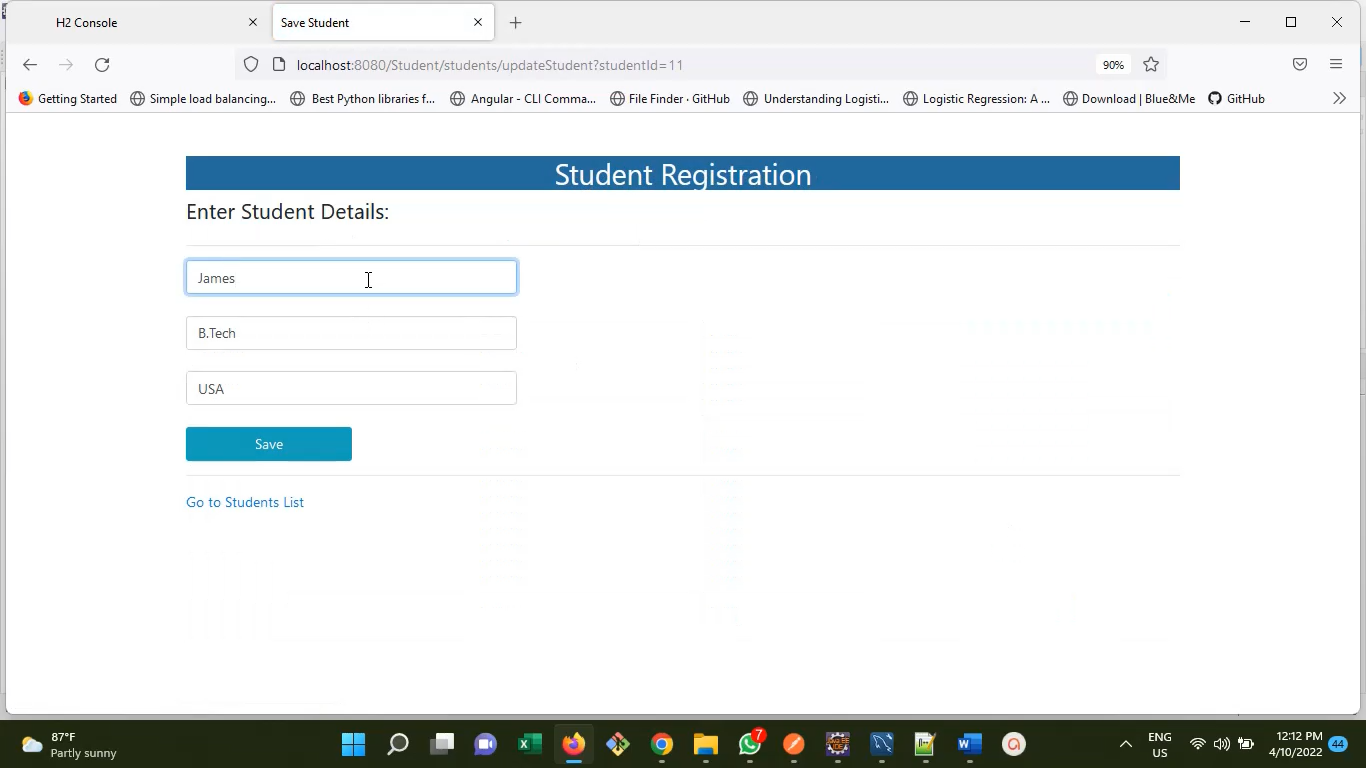 H2 Console
Save Student
localhost:8080/Student/students/updateStudent?studentId=11
90%
Getting Started
Simple load balancing...
Best Python libraries f...
Angular - CLI Comma...
File Finder · GitHub
Understanding Logisti...
Logistic Regression: A ...
Download | Blue&Me
GitHub
Student Registration
Enter Student Details:
James
B.Tech
USA
Save
Go to Students List
87°F
Partly sunny
7
ENG
US
12:12 PM
4/10/2022
44